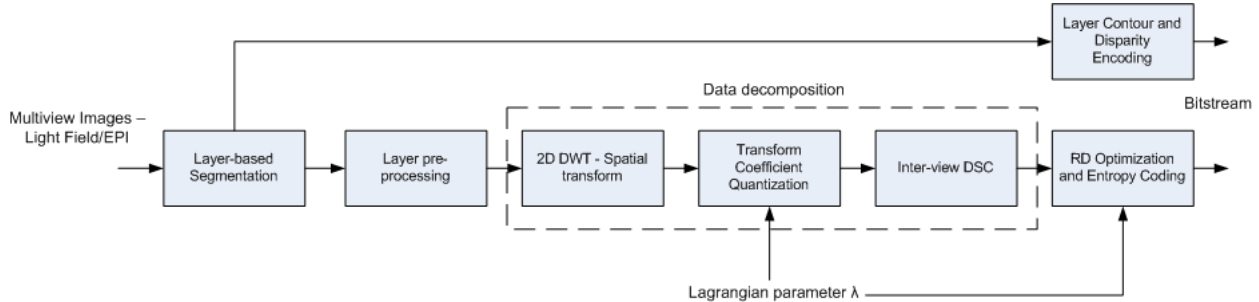 Layer Contour and
Disparity
Encoding
Data decomposition
Bitstream
Multiview Images –
Light Field/EPI
Layer-based
Segmentation
Layer pre-
processing
2D DWT - Spatial
transform
Transform
Coefficient
Quantization
Inter-view DSC
RD Optimization
and Entropy Coding
Lagrangian parameter λ